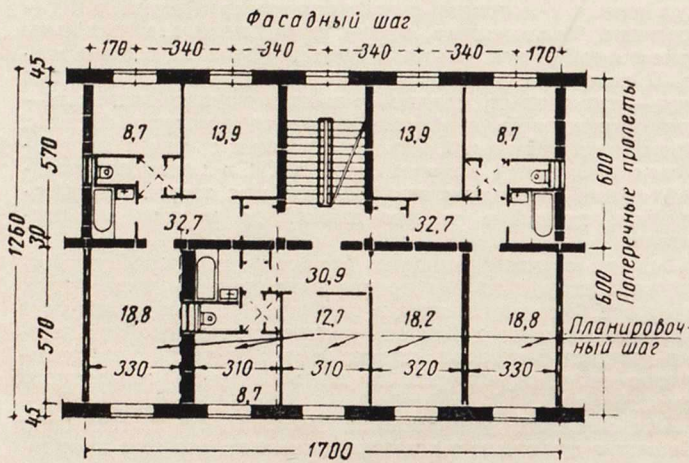 Фасадный шаг
170 340 340 340 340 170
45
570
30
570
45
1260
8,7 13,9 13,9 8,7
600
600
Поперечные пролеты
32,7 32,7
30,9
18,8 12,7 18,2 18,8
Планировоч-
ный шаг
330 310 310 320 330
8,7
1700